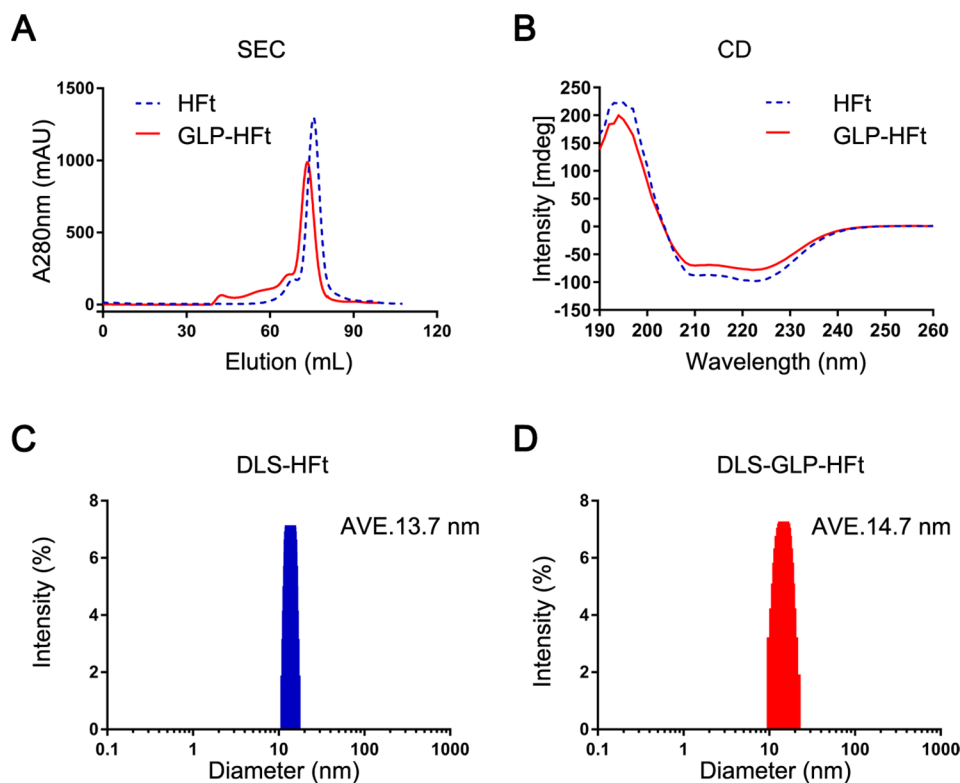 A
SEC
1500
1000
500
0
A280nm (mAU)
HFt
GLP-HFt
0 30 60 90 120
Elution (mL)
B
CD
250
200
150
100
50
0
-50
-100
-150
Intensity [mdeg]
HFt
GLP-HFt
190 200 210 220 230 240 250 260
Wavelength (nm)
C
DLS-HFt
AVE.13.7 nm
8
6
4
2
0
Intensity (%)
0.1 1 10 100 1000
Diameter (nm)
D
DLS-GLP-HFt
AVE.14.7 nm
8
6
4
2
0
Intensity (%)
0.1 1 10 100 1000
Diameter (nm)